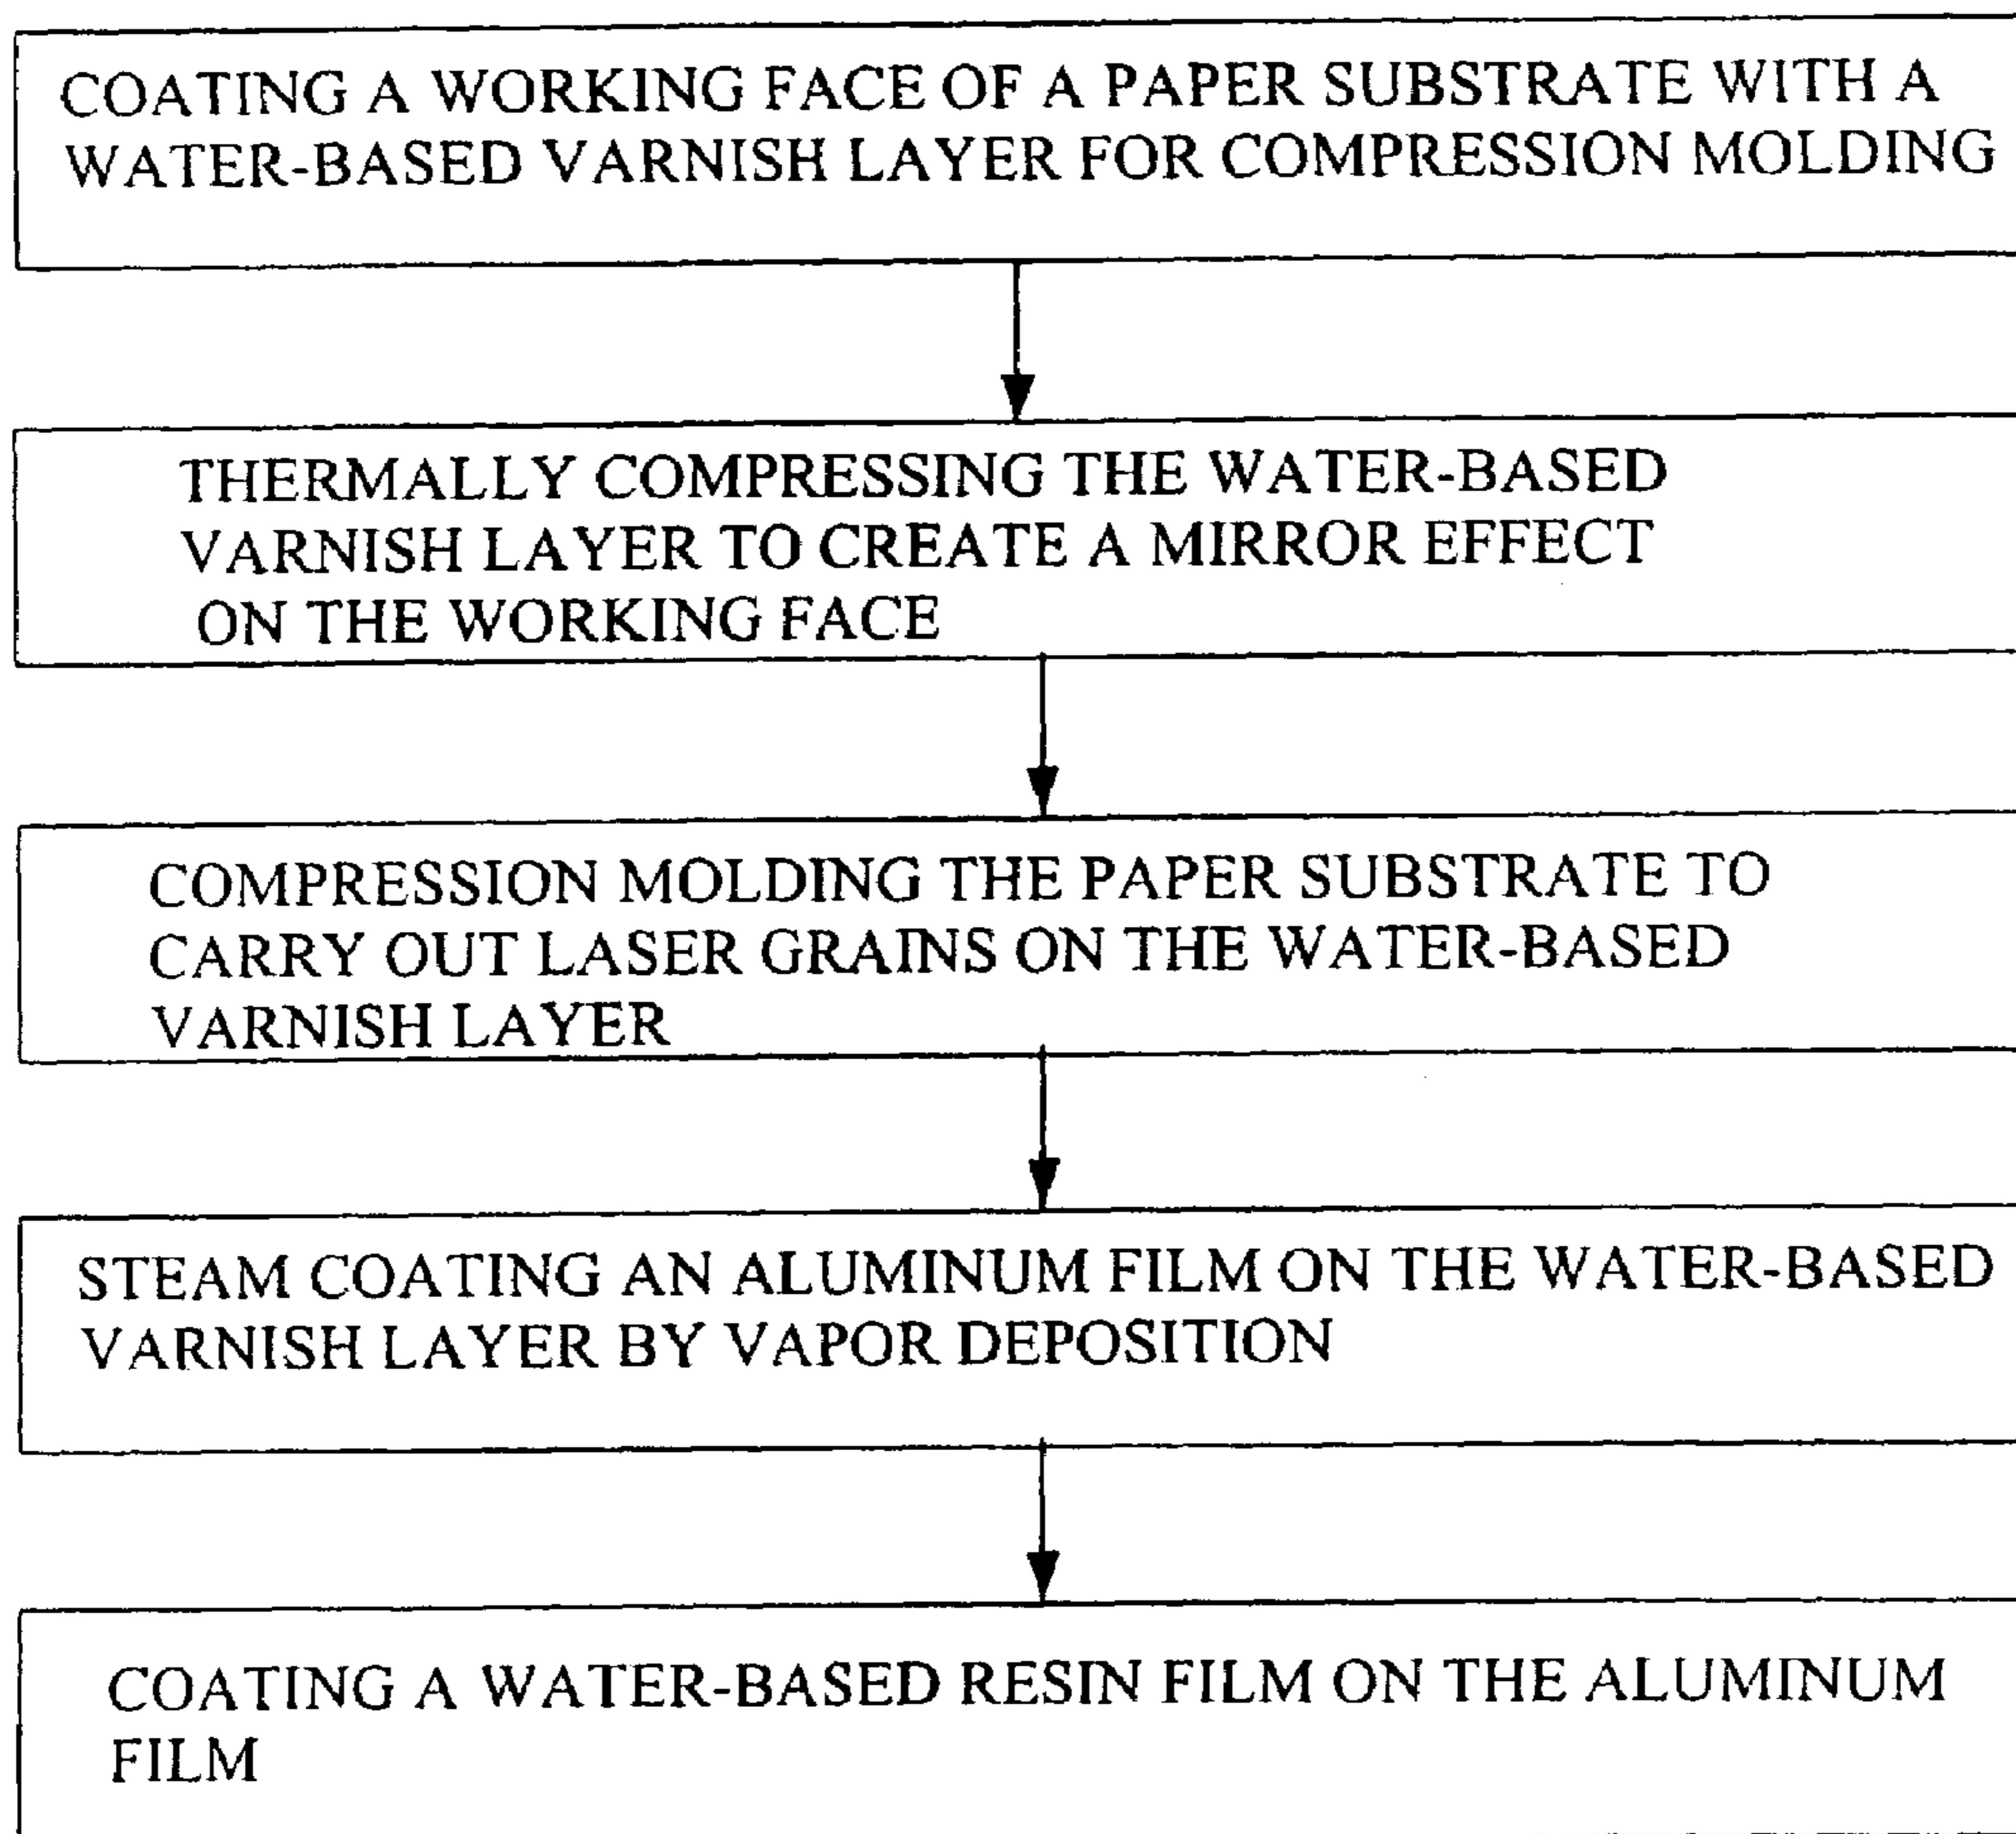 COATING A WORKING FACE OF A PAPER SUBSTRATE WITH A
WATER-BASED VARNISH LAYER FOR COMPRESSION MOLDING
THERMALLY COMPRESSING THE WATER-BASED
VARNISH LAYER TO CREATE A MIRROR EFFECT
ON THE WORKING FACE
COMPRESSION MOLDING THE PAPER SUBSTRATE TO
CARRY OUT LASER GRAINS ON THE WATER-BASED
VARNISH LAYER
STEAM COATING AN ALUMINUM FILM ON THE WATER-BASED
VARNISH LAYER BY VAPOR DEPOSITION
COATING A WATER-BASED RESIN FILM ON THE ALUMINUM
FILM